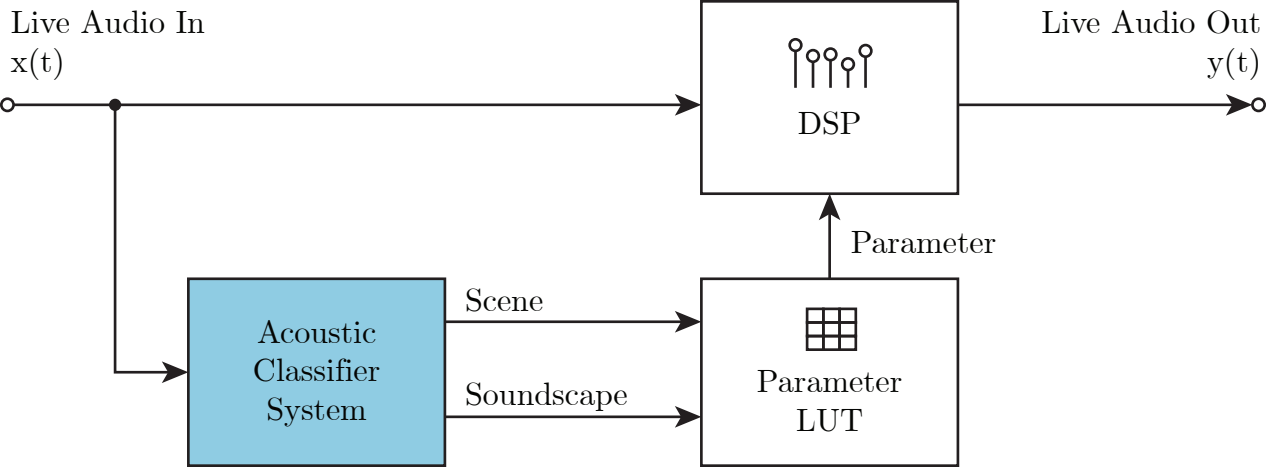 Live Audio In
x(t)
Live Audio Out
y(t)
DSP
Parameter
Scene
Acoustic
Classifier
System
Soundscape
Parameter
LUT